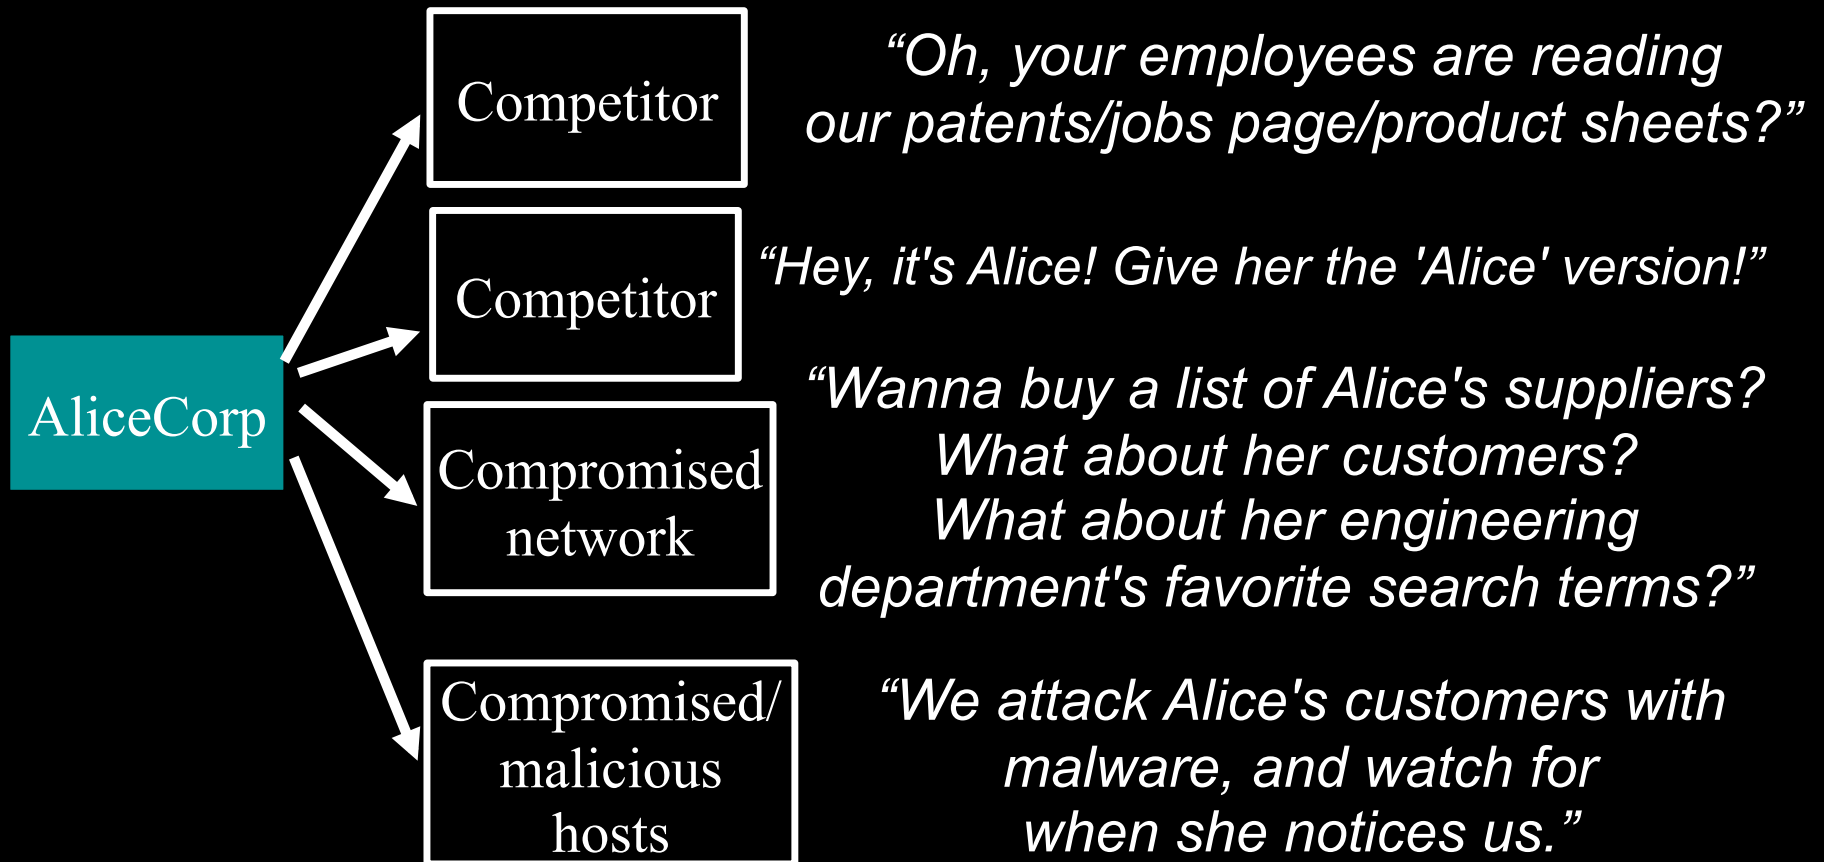 Competitor
“Oh, your employees are reading
our patents/jobs page/product sheets?”
Competitor
“Hey, it's Alice! Give her the 'Alice' version!”
AliceCorp
Compromised
network
“Wanna buy a list of Alice's suppliers?
What about her customers?
What about her engineering
department's favorite search terms?”
Compromised/
malicious
hosts
“We attack Alice's customers with
malware, and watch for
when she notices us.”